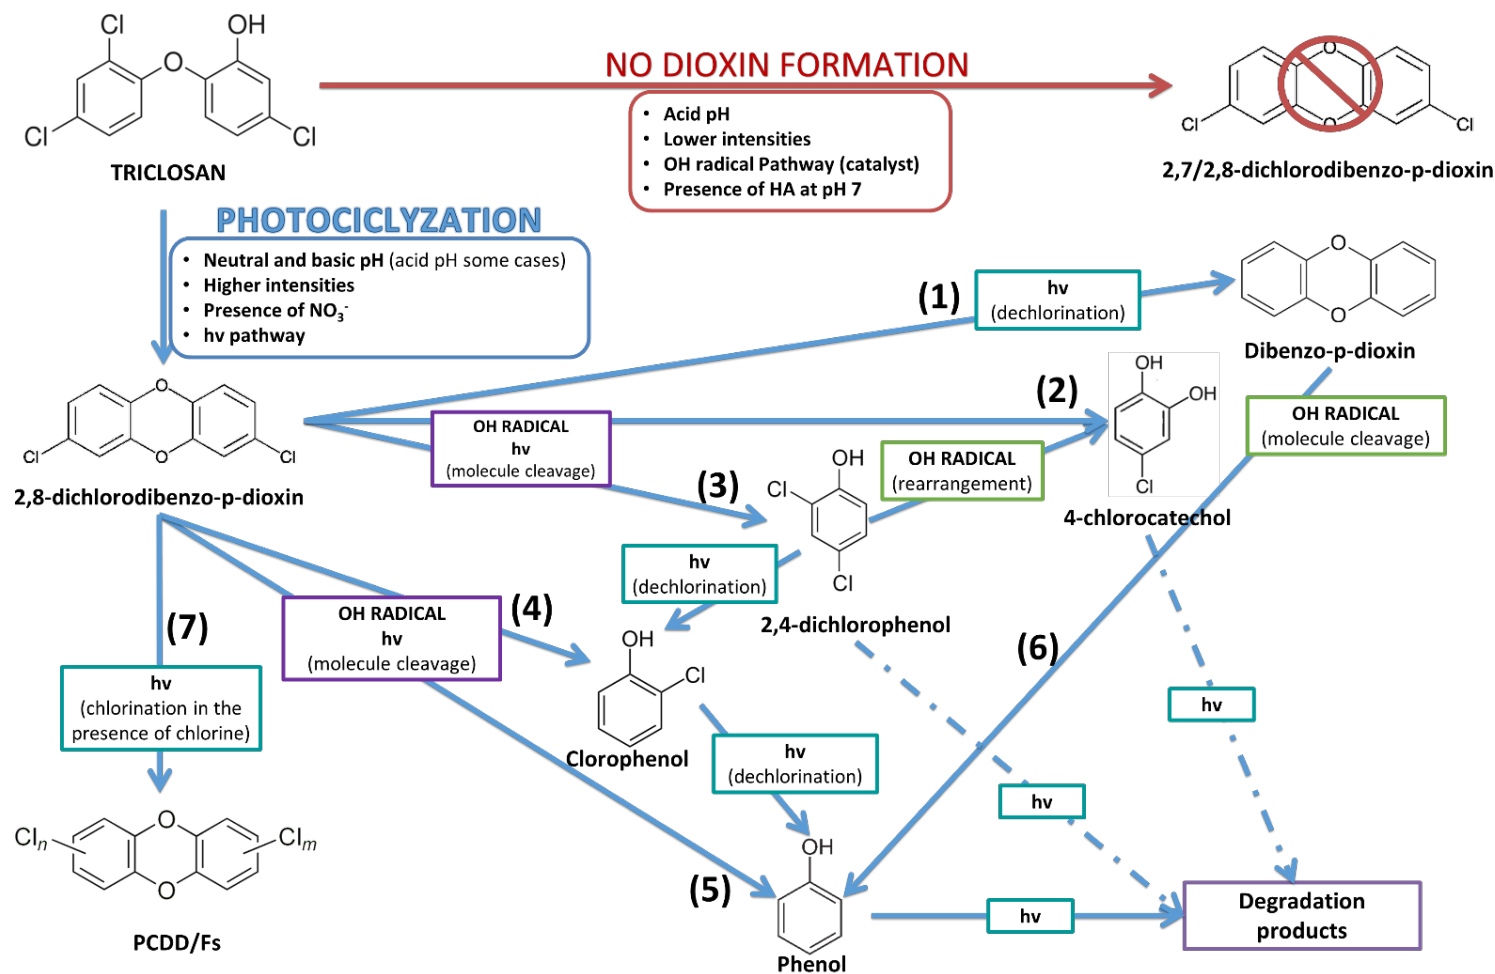 Cl
OH
O
Cl
Cl
TRICLOSAN
NO DIOXIN FORMATION
• Acid pH
• Lower intensities
• OH radical Pathway (catalyst)
• Presence of HA at pH 7
O
O
Cl
Cl
2,7/2,8-dichlorodibenzo-p-dioxin
PHOTOCICLYZATION
• Neutral and basic pH (acid pH some cases)
• Higher intensities
• Presence of NO₃⁻
• hv pathway
(1)
hv
(dechlorination)
O
O
Dibenzo-p-dioxin
O
O
Cl
Cl
2,8-dichlorodibenzo-p-dioxin
OH RADICAL
hv
(molecule cleavage)
(2)
OH
OH
Cl
4-chlorocatechol
OH RADICAL
(molecule cleavage)
(3)
OH
Cl
Cl
2,4-dichlorophenol
OH RADICAL
(rearrangement)
hv
(dechlorination)
(4)
OH RADICAL
hv
(molecule cleavage)
OH
Cl
Clorophenol
(6)
(7)
hv
(chlorination in the
presence of chlorine)
hv
(dechlorination)
hv
hv
O
O
Clₙ
Clₘ
PCDD/Fs
(5)
OH
Phenol
hv
Degradation
products